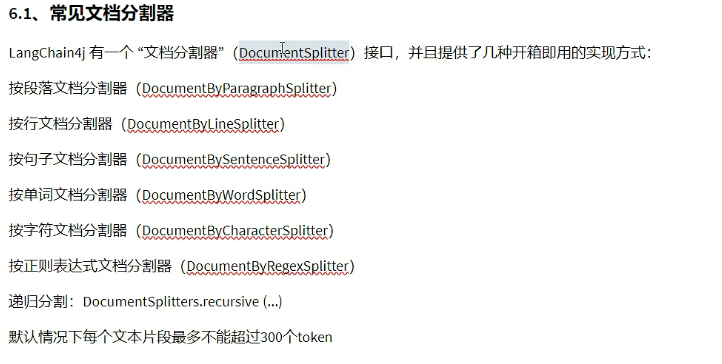 6.1、常见文档分割器
LangChain4j 有一个 “文档分割器”（DocumentSplitter）接口，并且提供了几种开箱即用的实现方式：
按段落文档分割器（DocumentByParagraphSplitter）
按行文档分割器（DocumentByLineSplitter）
按句子文档分割器（DocumentBySentenceSplitter）
按单词文档分割器（DocumentByWordSplitter）
按字符文档分割器（DocumentByCharacterSplitter）
按正则表达式文档分割器（DocumentByRegexSplitter）
递归分割：DocumentSplitters.recursive (...)
默认情况下每个文本片段最多不能超过300个token